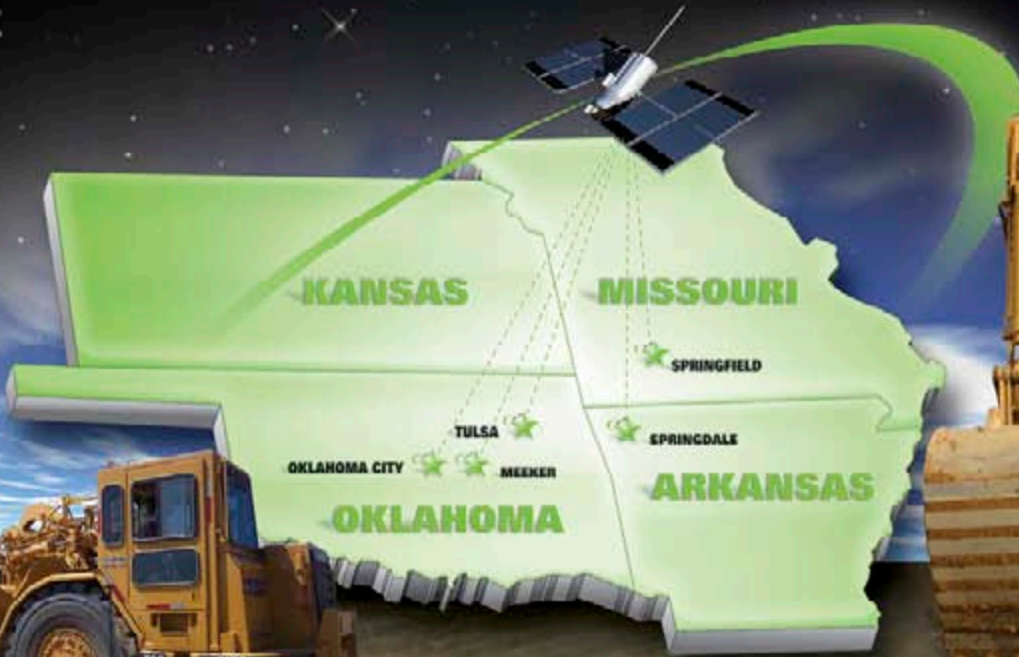 KANSAS
MISSOURI
SPRINGFIELD
TULSA
SPRINGDALE
OKLAHOMA CITY
MEEKER
ARKANSAS
OKLAHOMA